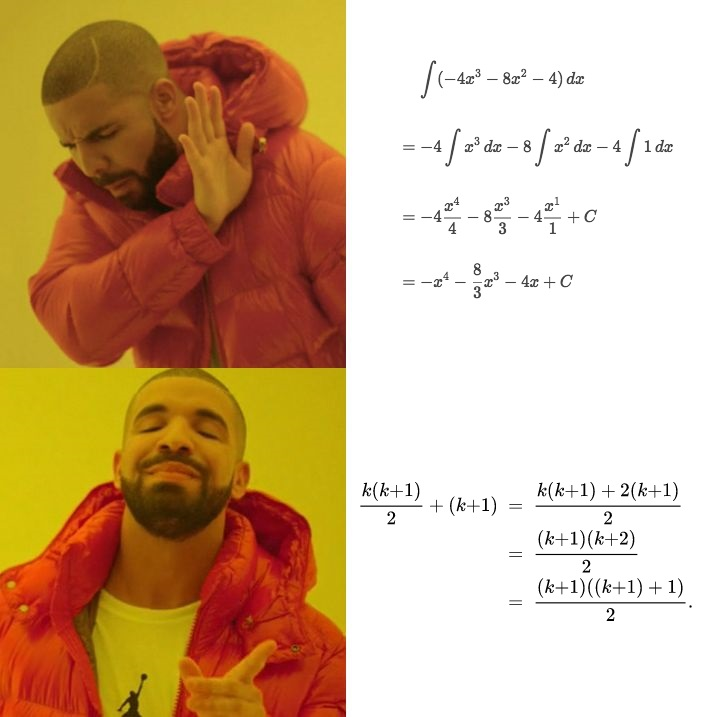 ∫(−4x³ − 8x² − 4) dx
= −4 ∫ x³ dx − 8 ∫ x² dx − 4 ∫ 1 dx
= −4 x⁴/4 − 8 x³/3 − 4 x¹/1 + C
= −x⁴ − 8/3 x³ − 4x + C
k(k+1)/2 + (k+1) = k(k+1) + 2(k+1)/2
= (k+1)(k+2)/2
= (k+1)((k+1) + 1)/2.